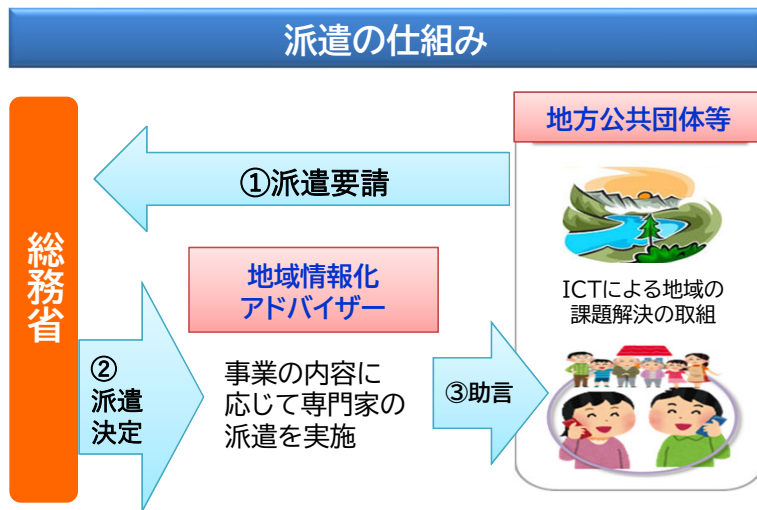 派遣の仕組み
地方公共団体等
①派遣要請
総務省
地域情報化
アドバイザー
ICTによる地域の
課題解決の取組
②
派遣
決定
事業の内容に
応じて専門家の
派遣を実施
③助言